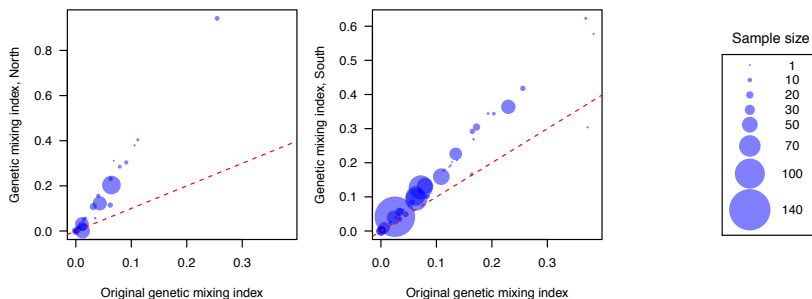 Genetic mixing index, North
0.8
0.6
0.4
0.2
0.0
0.0 0.1 0.2 0.3
Original genetic mixing index
Genetic mixing index, South
0.6
0.5
0.4
0.3
0.2
0.1
0.0
0.0 0.1 0.2 0.3
Original genetic mixing index
Sample size
1
10
20
30
50
70
100
140